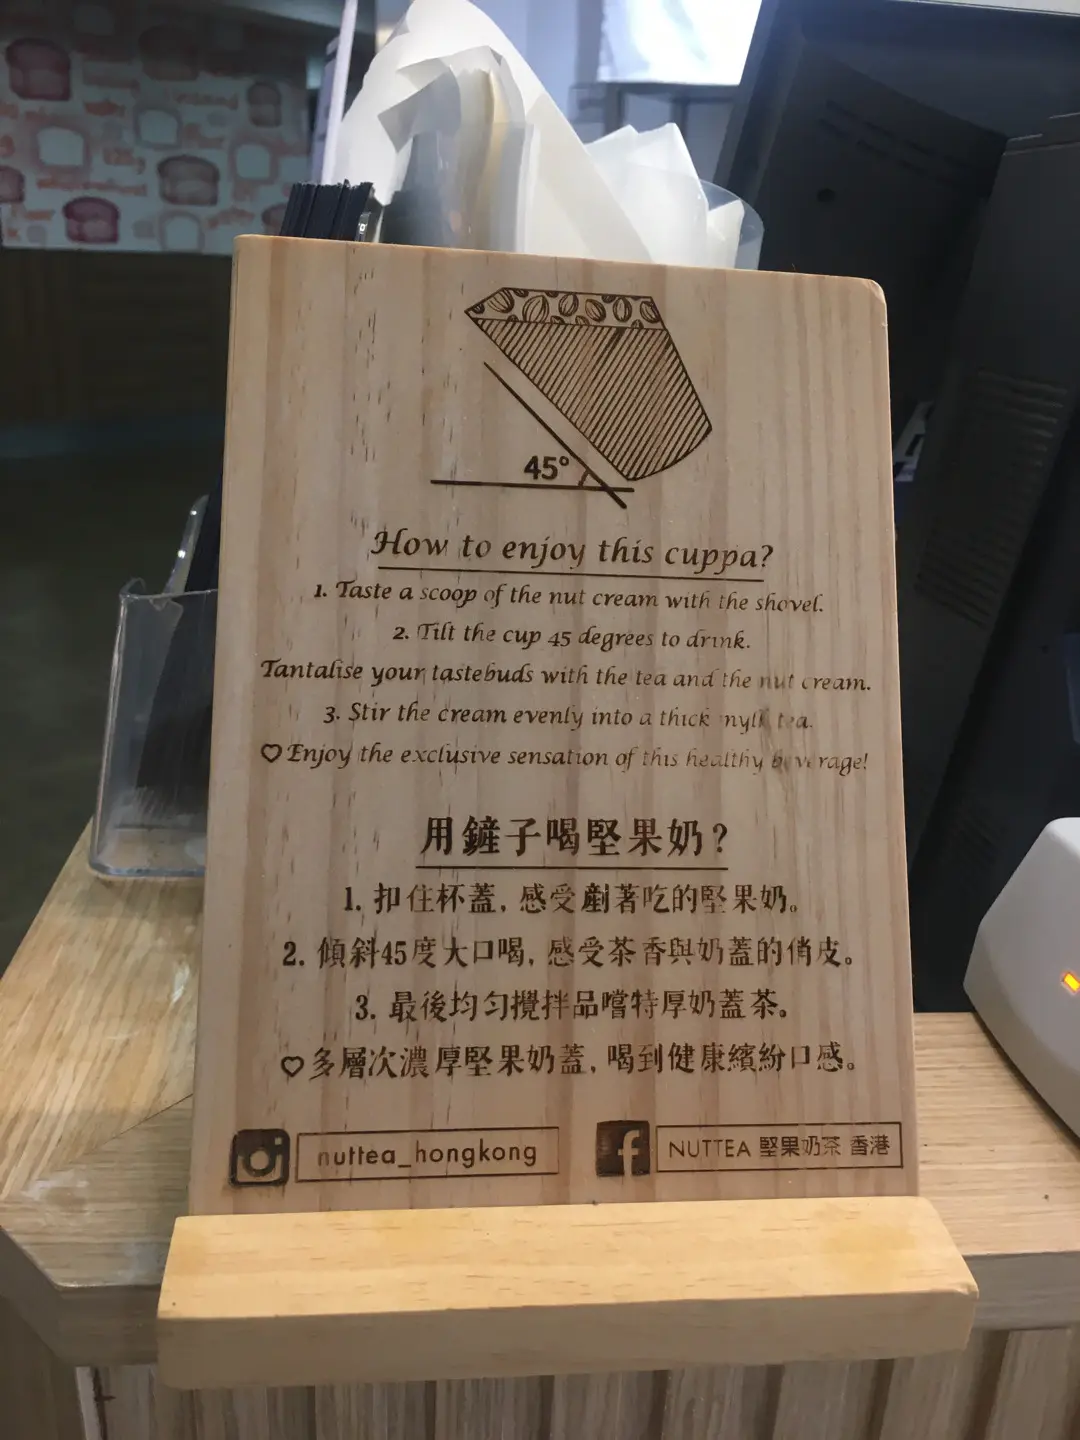 45°
How to enjoy this cuppa?
1. Taste a scoop of the nut cream with the shovel.
2. Tilt the cup 45 degrees to drink.
Tantalise your tastebuds with the tea and the nut cream.
3. Stir the cream evenly into a thick mylk tea.
♡ Enjoy the exclusive sensation of this healthy beverage!
用鏟子喝堅果奶?
1. 扣住杯蓋, 感受劏著吃的堅果奶。
2. 傾斜45度大口喝, 感受茶香與奶蓋的俏皮。
3. 最後均勻攪拌品嚐特厚奶蓋茶。
♡ 多層次濃厚堅果奶蓋, 喝到健康繽紛口感。
nuttea_hongkong
NUTTEA 堅果奶茶 香港